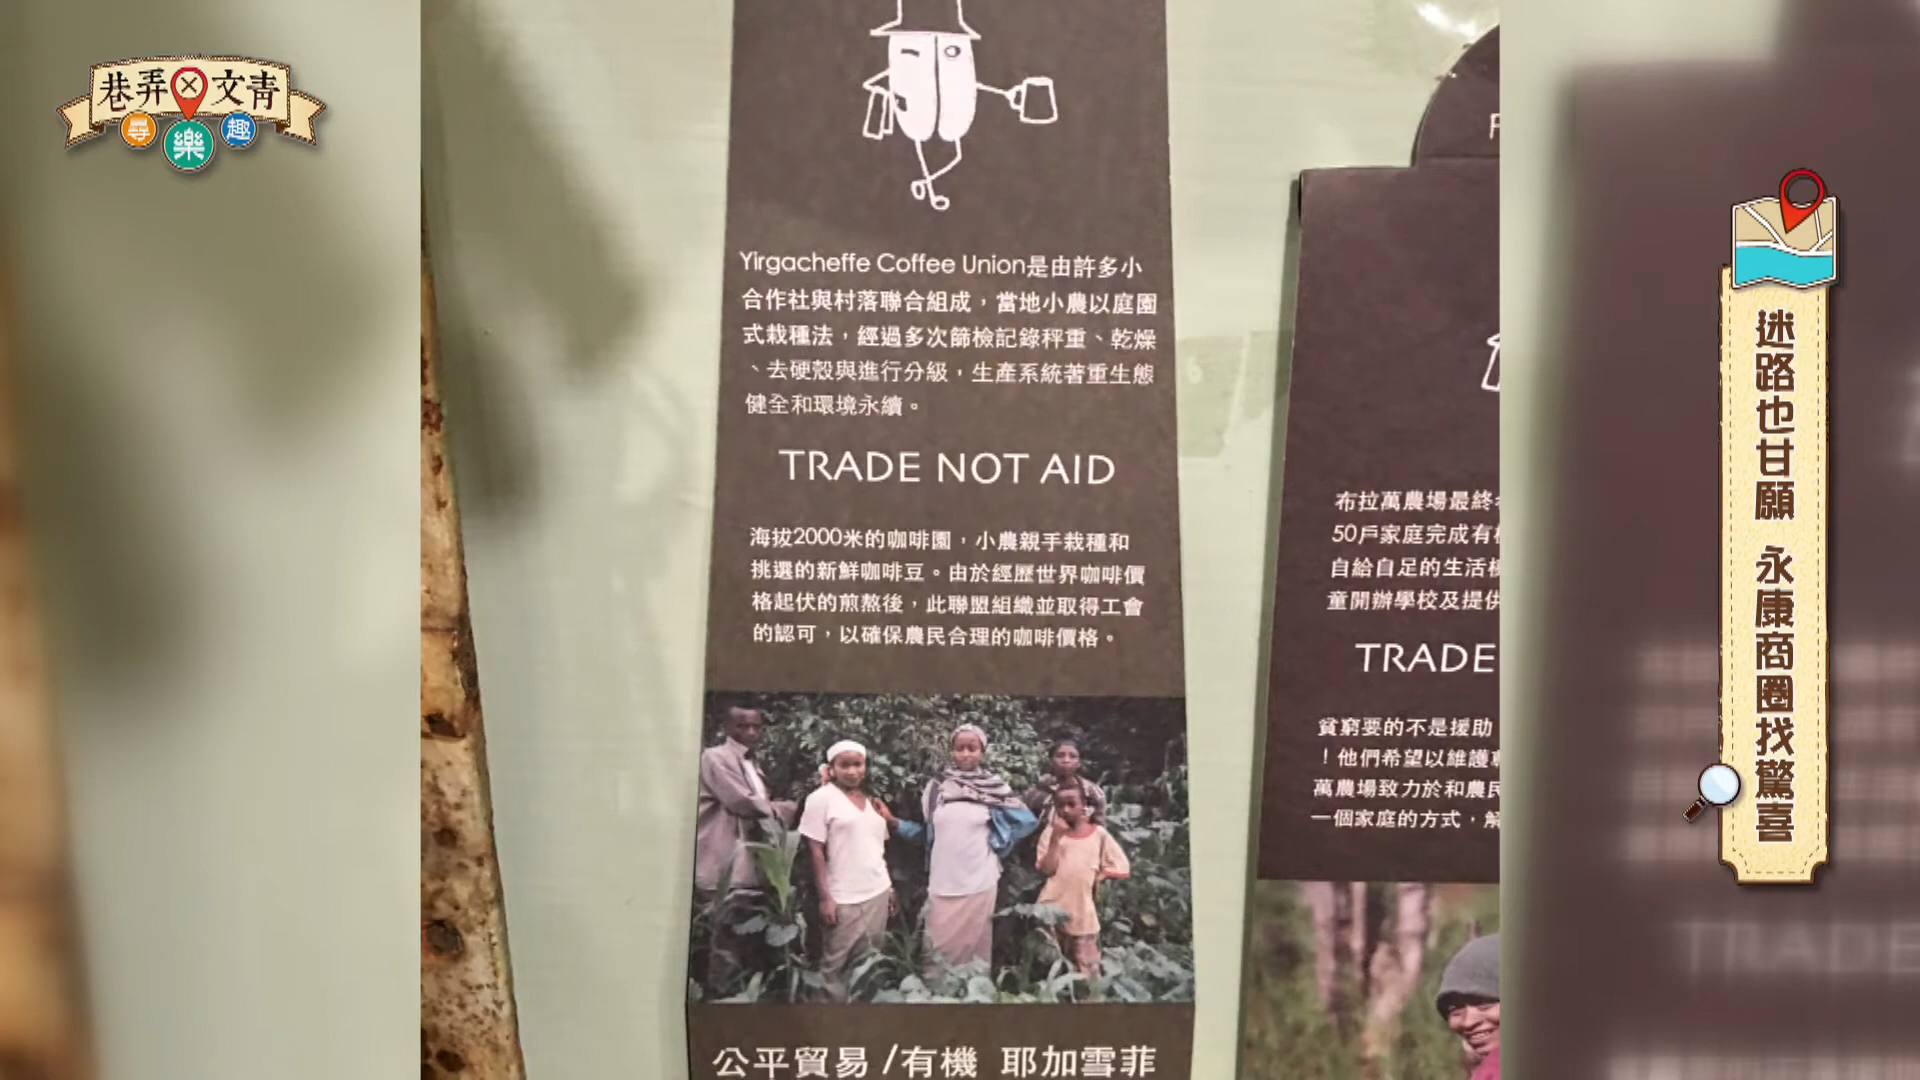 巷弄文青
尋樂趣
Yirgacheffe Coffee Union是由許多小
合作社與村落聯合組成，當地小農以庭園
式栽種法，經過多次篩檢記錄秤重、乾燥
、去硬殼與進行分級，生產系統著重生態
健全和環境永續。
TRADE NOT AID
海拔2000米的咖啡園，小農親手栽種和
挑選的新鮮咖啡豆。由於經歷世界咖啡價
格起伏的煎熬後，此聯盟組織並取得工會
的認可，以確保農民合理的咖啡價格。
公平貿易/有機 耶加雪菲
布拉萬農場最終
50戶家庭完成有
自給自足的生活
童開辦學校及提供
TRADE
貧窮要的不是援助
！他們希望以維護
萬農場致力於和農民
一個家庭的方式，解
迷路也甘願 永康商圈找驚喜
TRADE